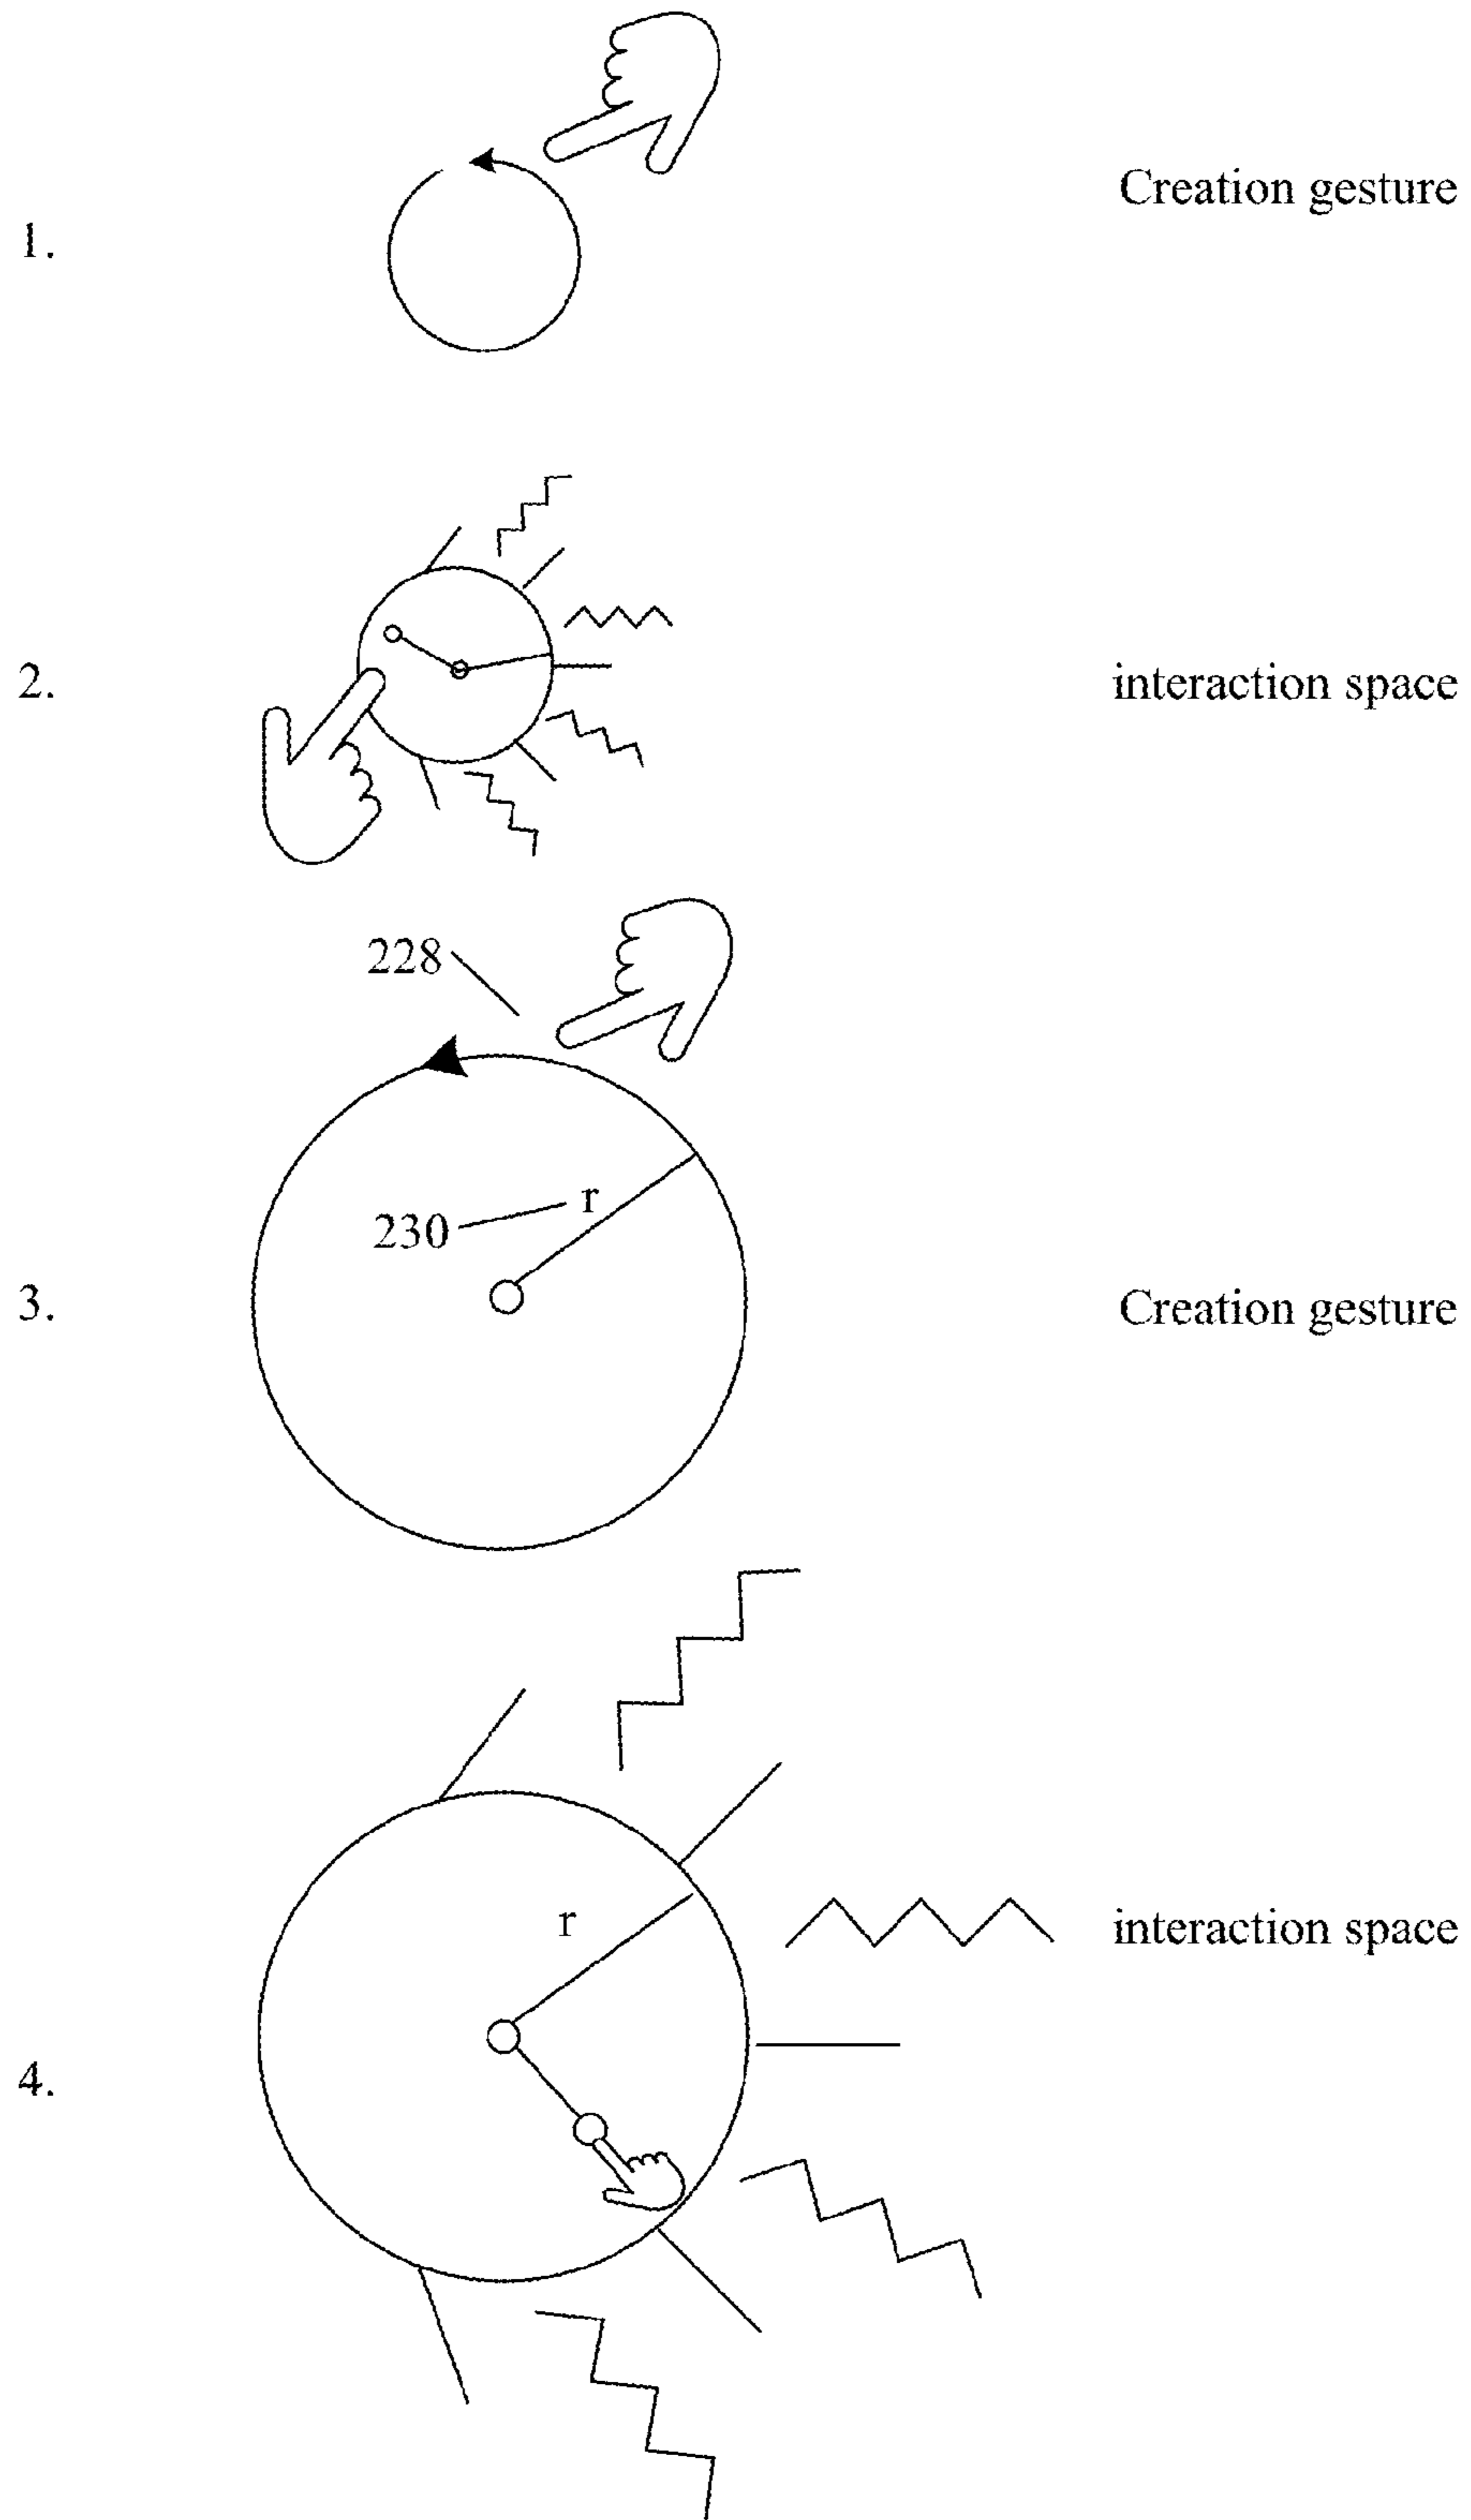 Creation gesture
1.
2.
interaction space
228
230
r
3.
Creation gesture
r
interaction space
4.